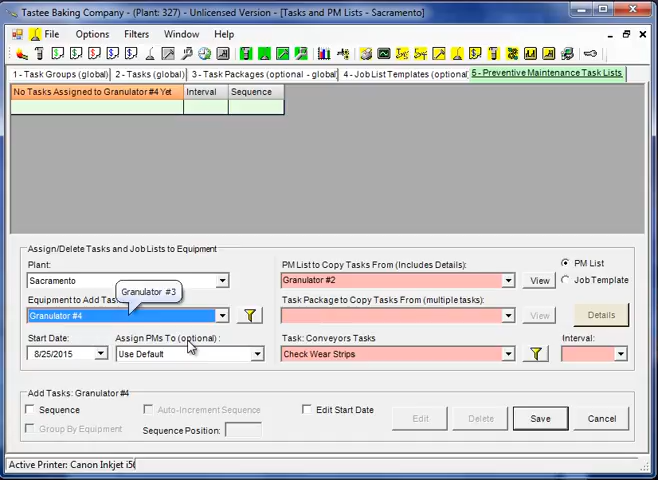 Tastee Baking Company - (Plant: 327) - Unlicensed Version - [Tasks and PM Lists - Sacramento]
File Options Filters Window Help
1 - Task Groups (global) 2 - Tasks (global) 3 - Task Packages (optional - global) 4 - Job List Templates (optional 5 - Preventive Maintenance Task Lists
No Tasks Assigned to Granulator #4 Yet Interval Sequence
Assign/Delete Tasks and Job Lists to Equipment
Plant: PM List to Copy Tasks From (Includes Details): PM List
Sacramento Granulator #2 View Job Template
Granulator #3
Equipment to Add Tas Task Package to Copy Tasks From (multiple tasks):
Granulator #4 View Details
Start Date: Assign PMs To (optional) : Task: Conveyors Tasks Interval:
8/25/2015 Use Default Check Wear Strips
Add Tasks: Granulator #4
Sequence Auto-Increment Sequence Edit Start Date
Edit Delete Save Cancel
Group By Equipment Sequence Position:
Active Printer: Canon Inkjet i56